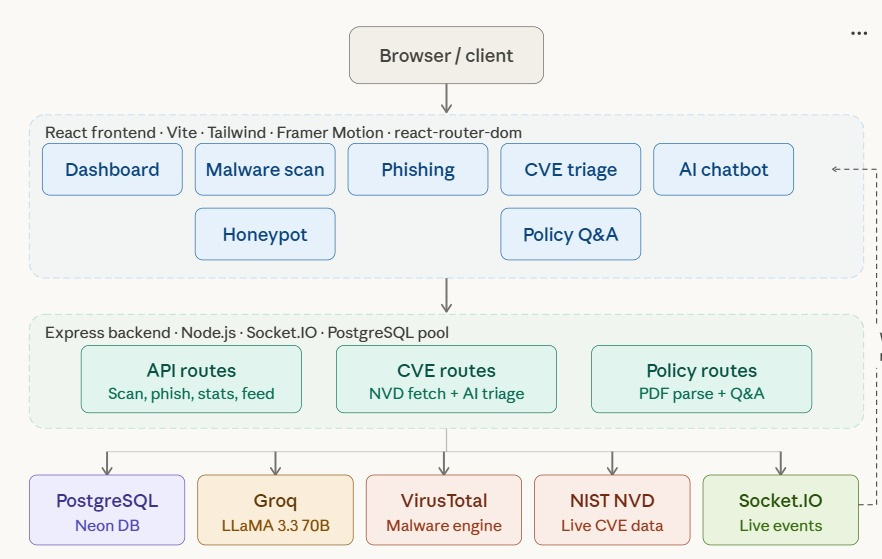 Browser / client
React frontend · Vite · Tailwind · Framer Motion · react-router-dom
Dashboard
Malware scan
Phishing
CVE triage
AI chatbot
Honeypot
Policy Q&A
Express backend · Node.js · Socket.IO · PostgreSQL pool
API routes
Scan, phish, stats, feed
CVE routes
NVD fetch + AI triage
Policy routes
PDF parse + Q&A
PostgreSQL
Neon DB
Groq
LLaMA 3.3 70B
VirusTotal
Malware engine
NIST NVD
Live CVE data
Socket.IO
Live events